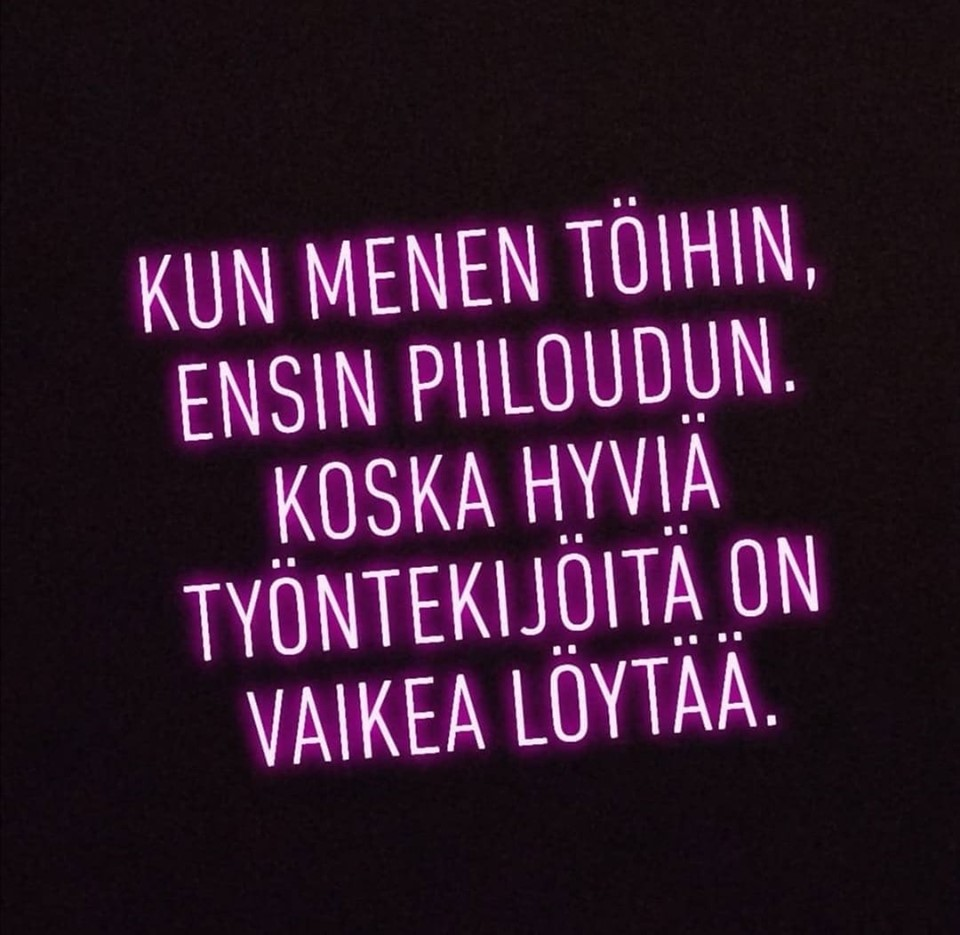 KUN MENEN TÖIHIN,
ENSIN PIILOUDUN.
KOSKA HYVIÄ
TYÖNTEKIJÖITÄ ON
VAIKEA LÖYTÄÄ.